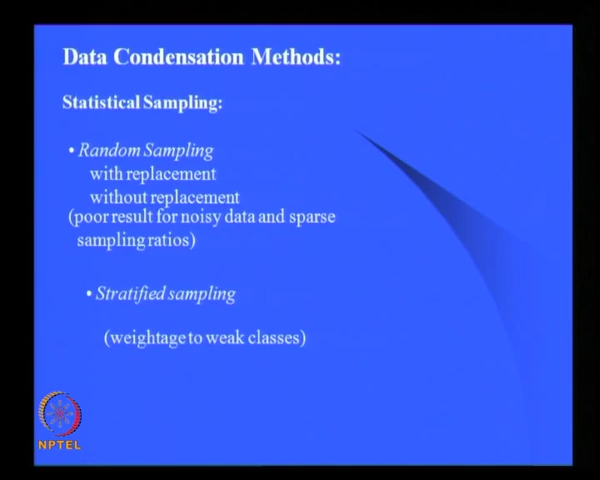 Data Condensation Methods:
Statistical Sampling:
• Random Sampling
with replacement
without replacement
(poor result for noisy data and sparse
sampling ratios)
• Stratified sampling
(weightage to weak classes)
NPTEL